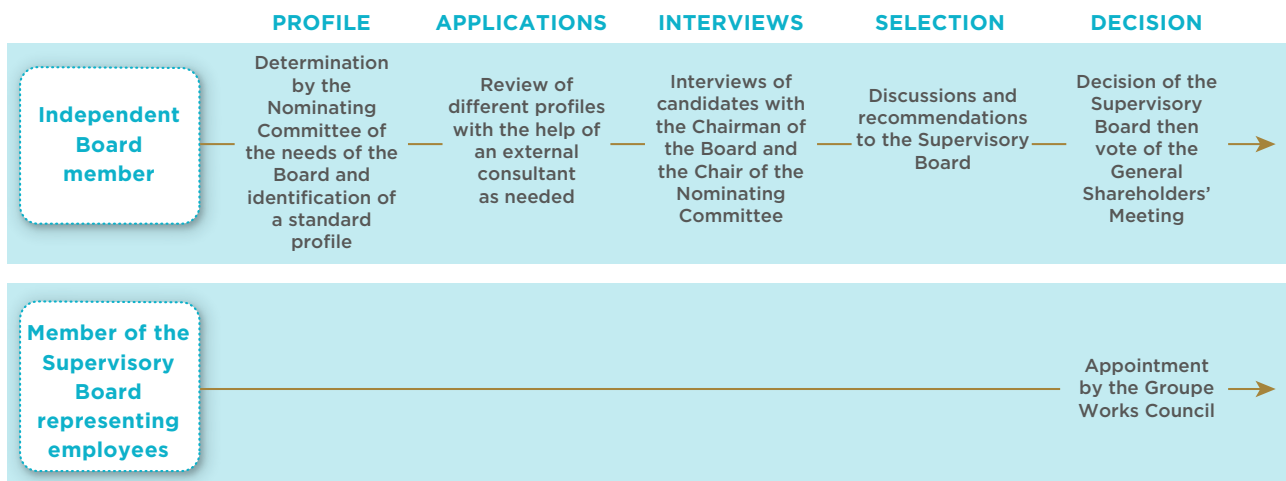 PROFILE APPLICATIONS INTERVIEWS SELECTION DECISION
Independent
Board
member
Determination
by the
Nominating
Committee of
the needs of the
Board and
identification of
a standard
profile
Review of
different profiles
with the help of
an external
consultant
as needed
Interviews of
candidates with
the Chairman of
the Board and
the Chair of the
Nominating
Committee
Discussions and
recommendations
to the Supervisory
Board
Decision of the
Supervisory
Board then
vote of the
General
Shareholders’
Meeting
Member of the
Supervisory
Board
representing
employees
Appointment
by the Groupe
Works Council